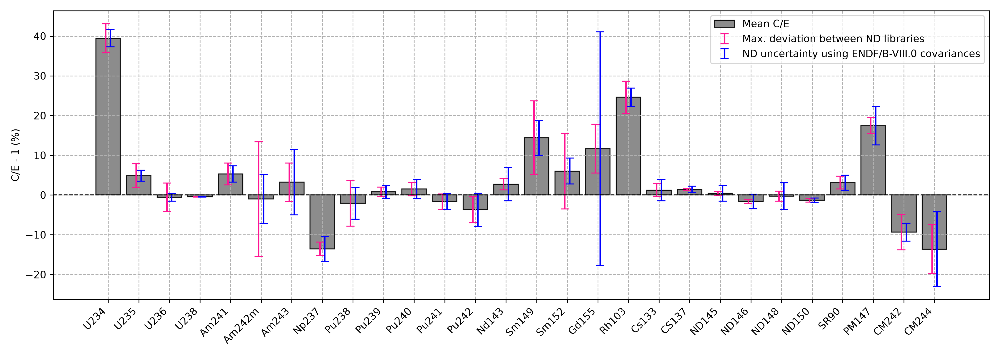 Mean C/E
Max. deviation between ND libraries
ND uncertainty using ENDF/B-VIII.0 covariances
C/E - 1 (%)
40
30
20
10
0
−10
−20
U234
U235
U236
U238
Am241
Am242m
Am243
Np237
Pu238
Pu239
Pu240
Pu241
Pu242
Nd143
Sm149
Sm152
Gd155
Rh103
Cs133
CS137
ND145
ND146
ND148
ND150
SR90
PM147
CM242
CM244